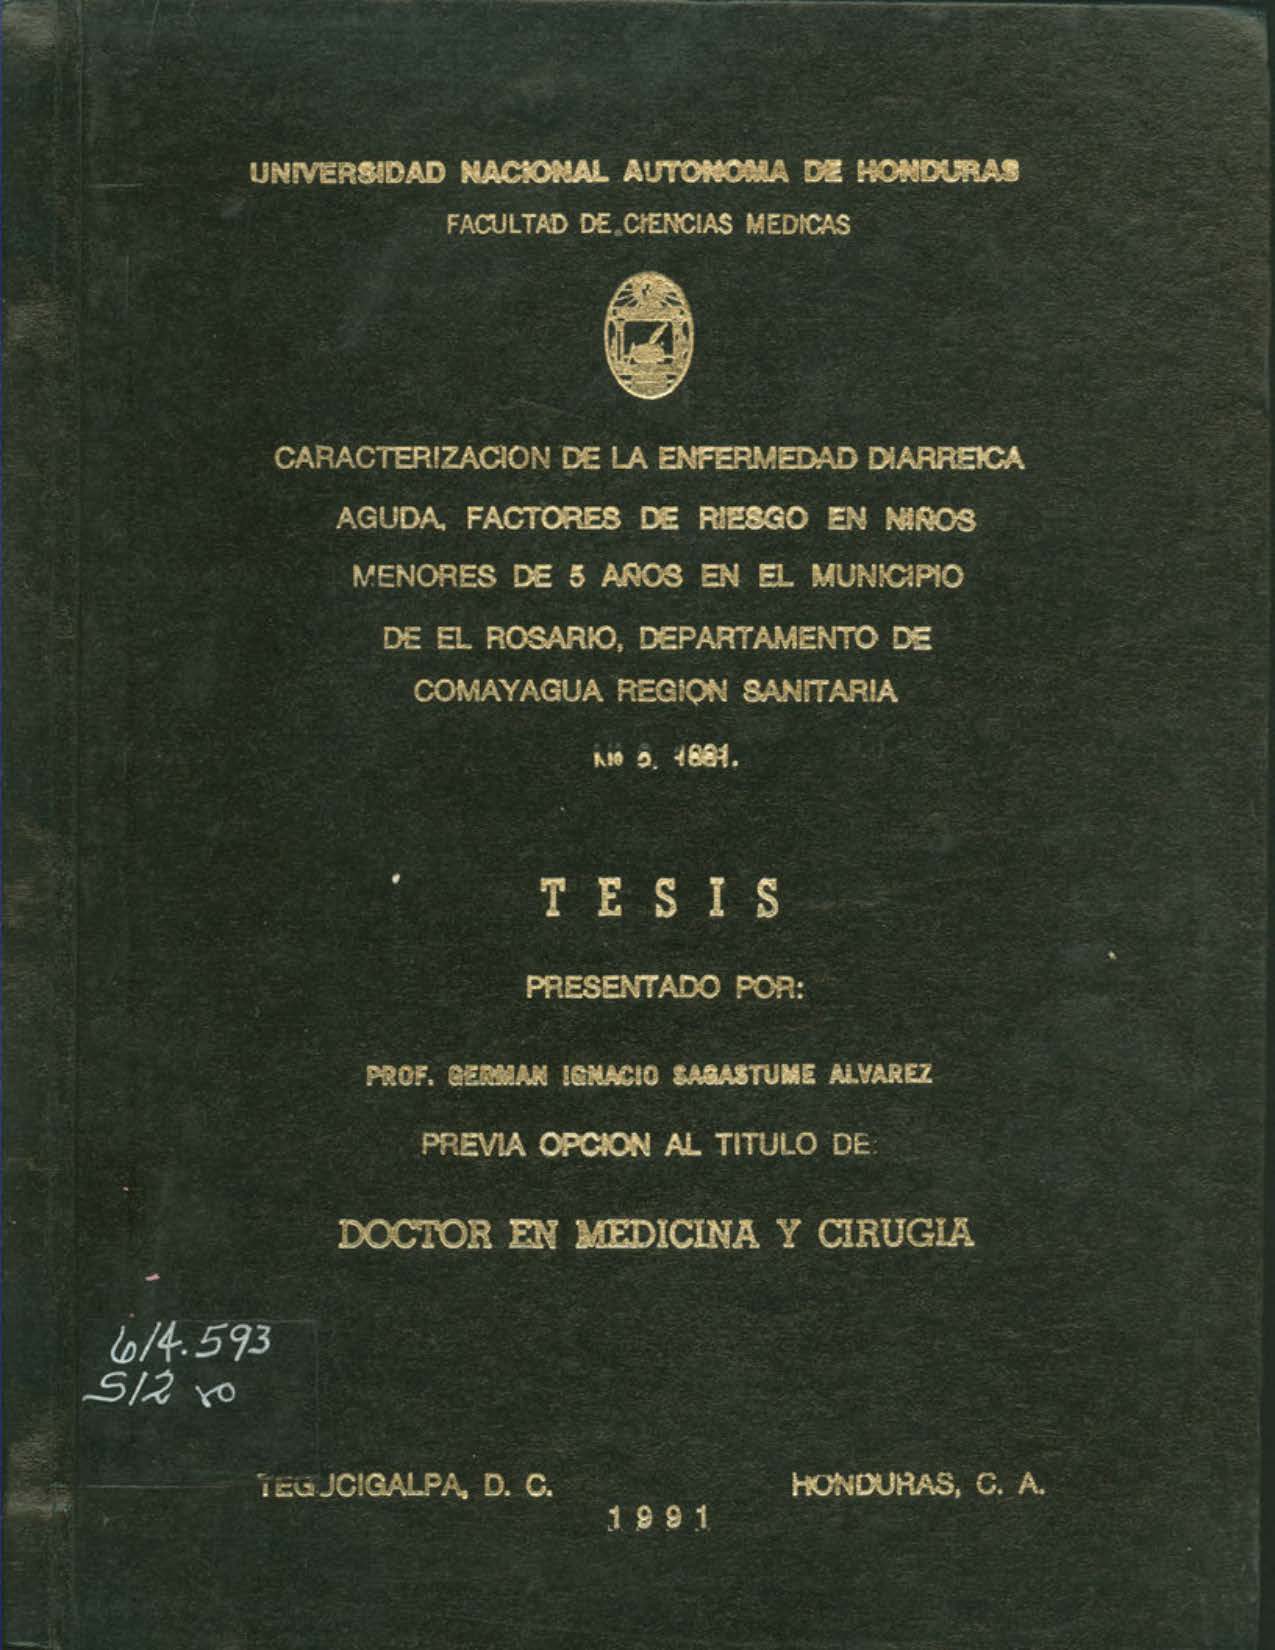 UNIVERSIDAD NACIONAL AUTONOMA DE HONDURAS
FACULTAD DE CIENCIAS MEDICAS
CARACTERIZACION DE LA ENFERMEDAD DIARREICA
AGUDA, FACTORES DE RIESGO EN NIÑOS
MENORES DE 5 AÑOS EN EL MUNICIPIO
DE EL ROSARIO, DEPARTAMENTO DE
COMAYAGUA REGION SANITARIA
T E S I S
PRESENTADO POR:
PROF. GERMAN IGNACIO SAGASTUME ALVAREZ
PREVIA OPCION AL TITULO DE:
DOCTOR EN MEDICINA Y CIRUGIA
614.593
S12
TEGUCIGALPA, D. C. HONDURAS, C. A.
1991